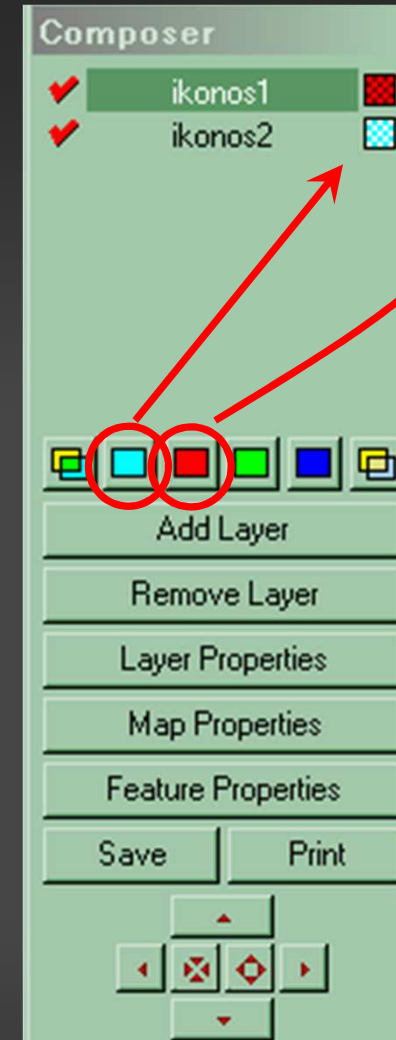 Composer
ikonos1
ikonos2
Add Layer
Remove Layer
Layer Properties
Map Properties
Feature Properties
Save Print